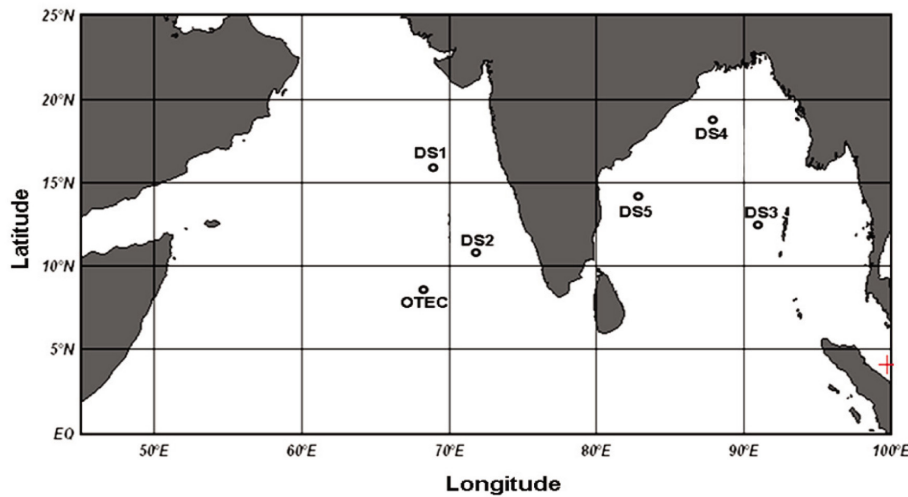 25°N
20°N
15°N
10°N
5°N
EQ
Latitude
DS1
DS2
OTEC
DS4
DS5
DS3
50°E
60°E
70°E
80°E
90°E
100°E
Longitude